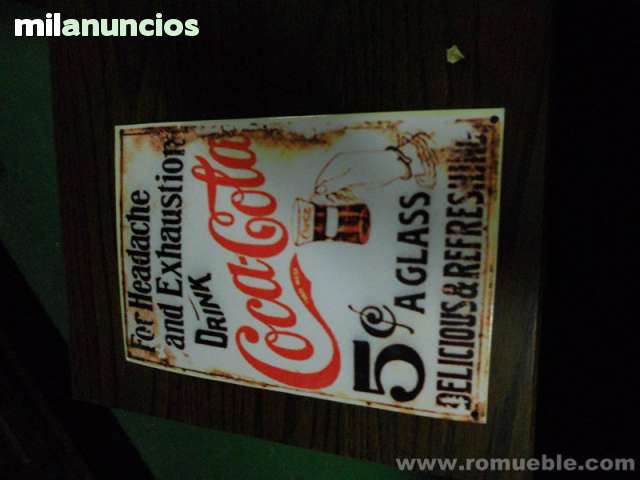 milanuncios
For Headache
and Exhaustion
DRINK
Coca-Cola
5¢ A GLASS
DELICIOUS & REFRESHING
www.romueble.com